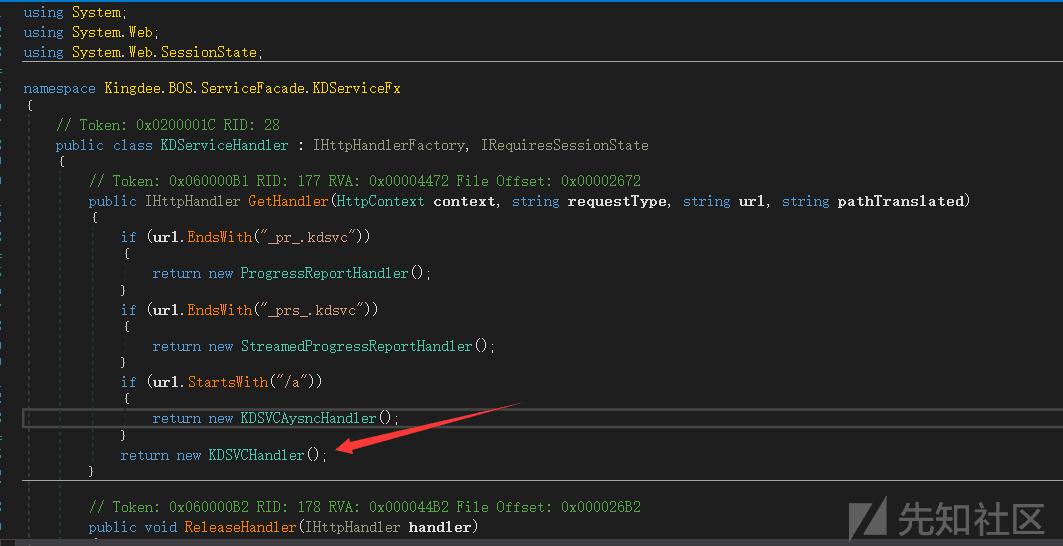 using System;
using System.Web;
using System.Web.SessionState;
namespace Kingdee.BOS.ServiceFacade.KDServiceFx
{
// Token: 0x0200001C RID: 28
public class KDServiceHandler : IHttpHandlerFactory, IRequiresSessionState
{
// Token: 0x060000B1 RID: 177 RVA: 0x00004472 File Offset: 0x00002672
public IHttpHandler GetHandler(HttpContext context, string requestType, string url, string pathTranslated)
{
if (url.EndsWith("_pr_.kdsvc"))
{
return new ProgressReportHandler();
}
if (url.EndsWith("_prs_.kdsvc"))
{
return new StreamedProgressReportHandler();
}
if (url.StartsWith("/a"))
{
return new KDSVCAysncHandler();
}
return new KDSVCHandler();
}
// Token: 0x060000B2 RID: 178 RVA: 0x000044B2 File Offset: 0x000026B2
public void ReleaseHandler(IHttpHandler handler)
先知社区